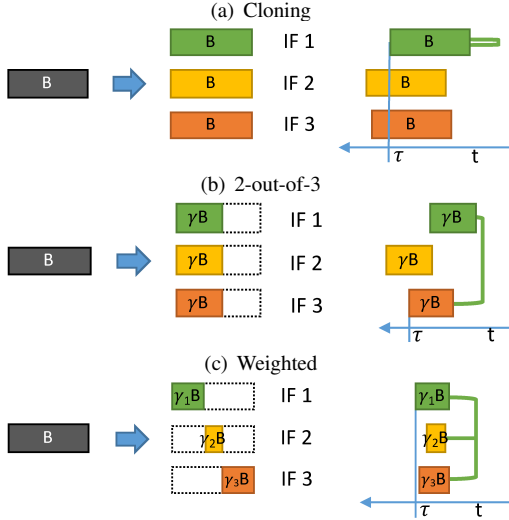 (a) Cloning
B IF 1 B
B B IF 2 B
B IF 3 B
τ t
(b) 2-out-of-3
γB IF 1 γB
B γB IF 2 γB
γB IF 3 γB
τ t
(c) Weighted
γ₁B IF 1 γ₁B
B γ₂B IF 2 γ₂B
γ₃B IF 3 γ₃B
τ t